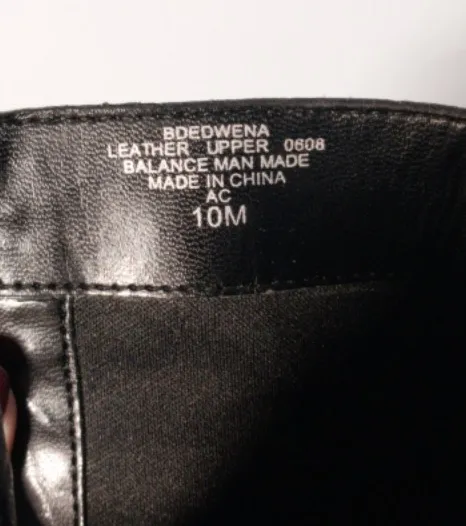 BDEDWENA
LEATHER UPPER 0608
BALANCE MAN MADE
MADE IN CHINA
AC
10M